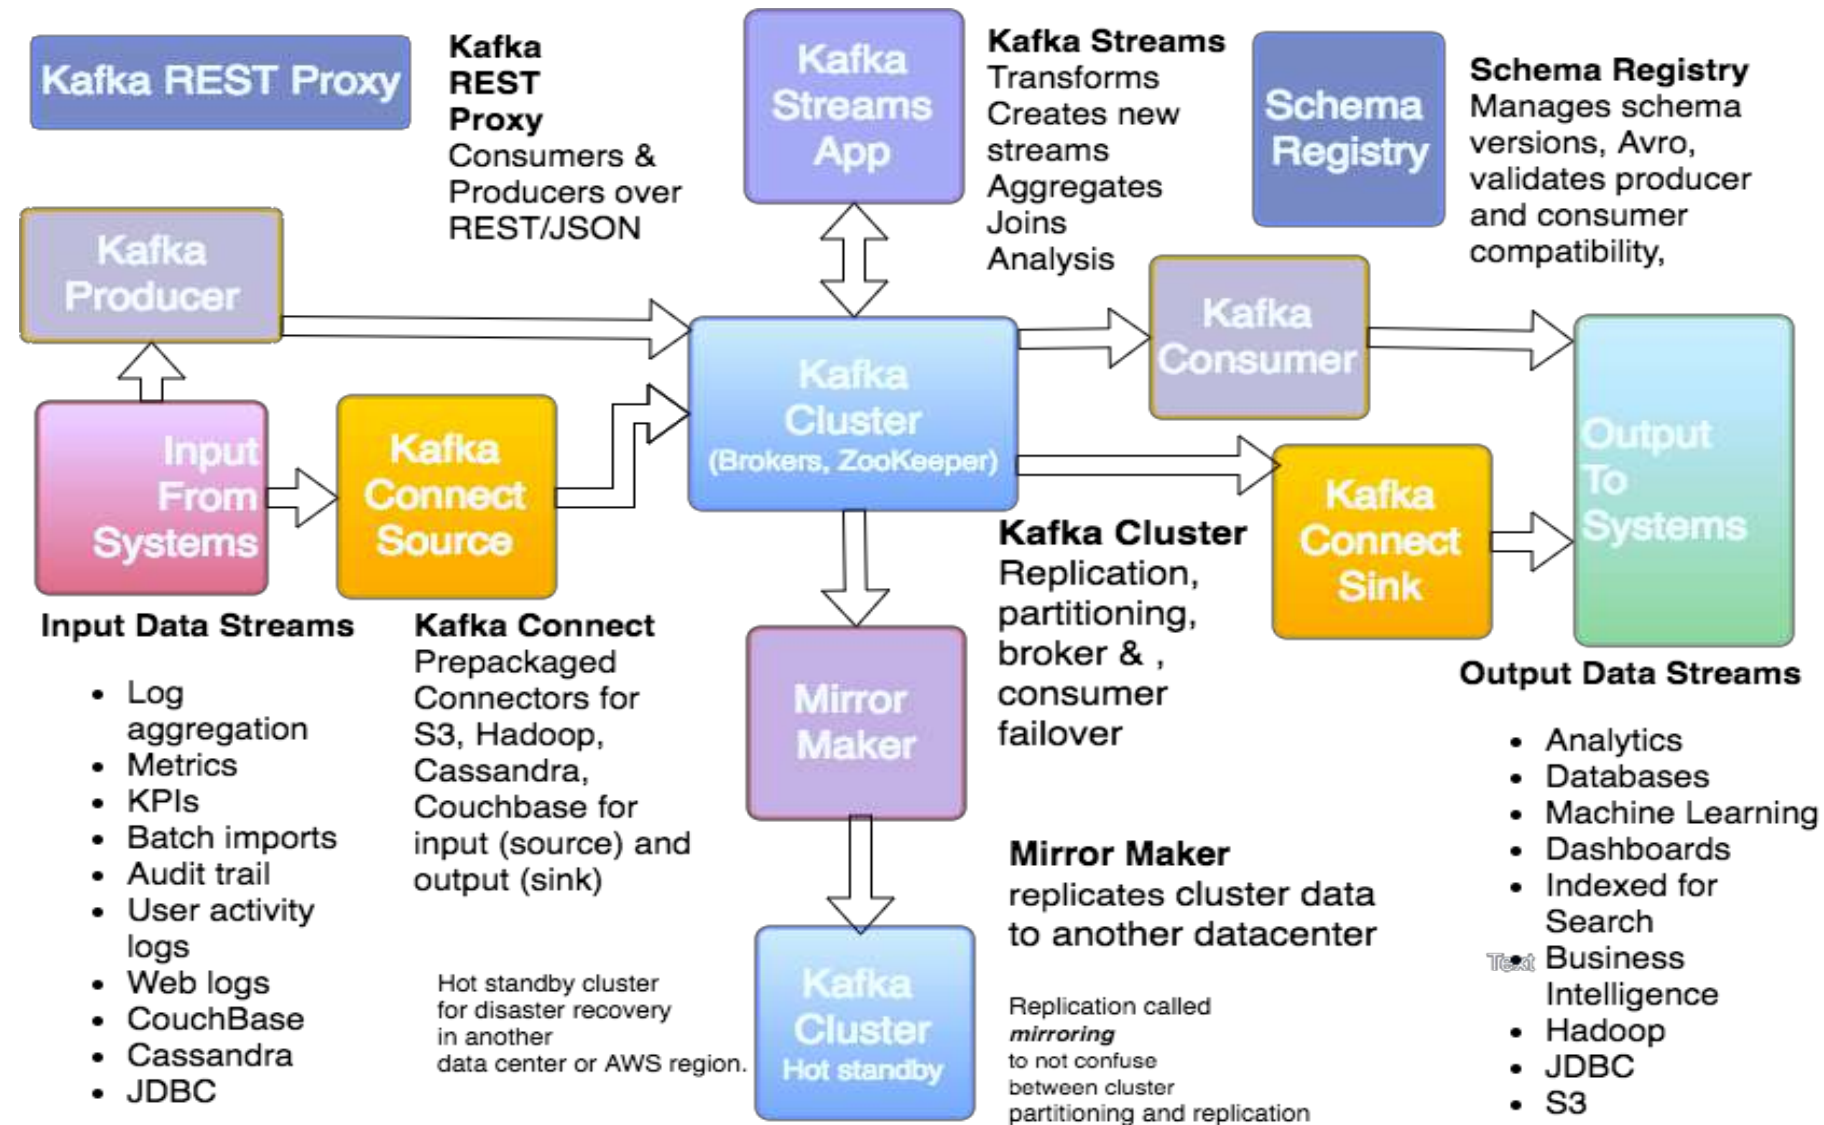 Kafka REST Proxy
Kafka
REST
Proxy
Consumers &
Producers over
REST/JSON
Kafka
Streams
App
Kafka Streams
Transforms
Creates new
streams
Aggregates
Joins
Analysis
Schema
Registry
Schema Registry
Manages schema
versions, Avro,
validates producer
and consumer
compatibility,
Kafka
Producer
Kafka
Cluster
(Brokers, ZooKeeper)
Kafka
Consumer
Input
From
Systems
Kafka
Connect
Source
Kafka
Connect
Sink
Output
To
Systems
Input Data Streams
• Log
aggregation
• Metrics
• KPIs
• Batch imports
• Audit trail
• User activity
logs
• Web logs
• CouchBase
• Cassandra
• JDBC
Kafka Connect
Prepackaged
Connectors for
S3, Hadoop,
Cassandra,
Couchbase for
input (source) and
output (sink)
Hot standby cluster
for disaster recovery
in another
data center or AWS region.
Mirror
Maker
Kafka
Cluster
Hot standby
Kafka Cluster
Replication,
partitioning,
broker & ,
consumer
failover
Mirror Maker
replicates cluster data
to another datacenter
Replication called
mirroring
to not confuse
between cluster
partitioning and replication
Output Data Streams
• Analytics
• Databases
• Machine Learning
• Dashboards
• Indexed for
Search
Text
• Business
Intelligence
• Hadoop
• JDBC
• S3